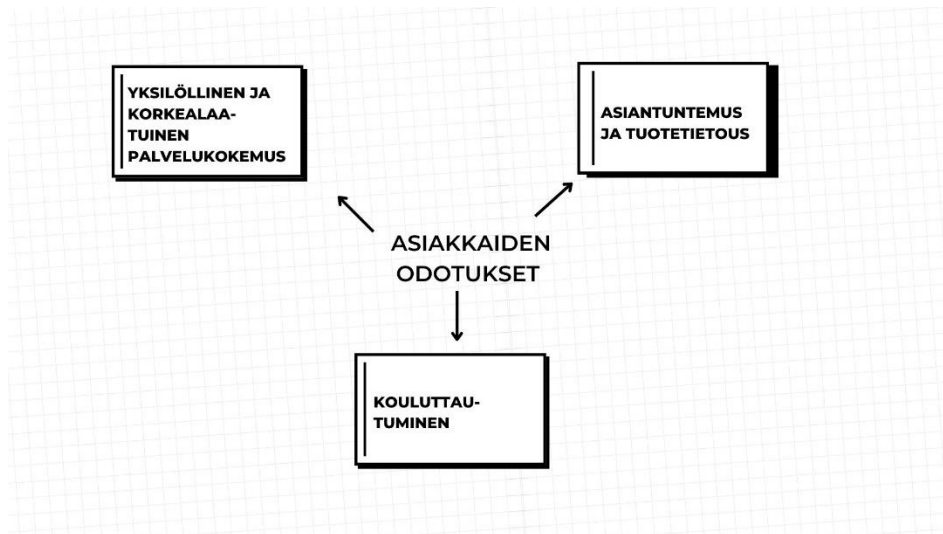 YKSILÖLLINEN JA
KORKEALAA-
TUINEN
PALVELUKOKEMUS
ASIANTUNTEMUS
JA TUOTETIETOUS
ASIAKKAIDEN
ODOTUKSET
KOULUTTAU-
TUMINEN